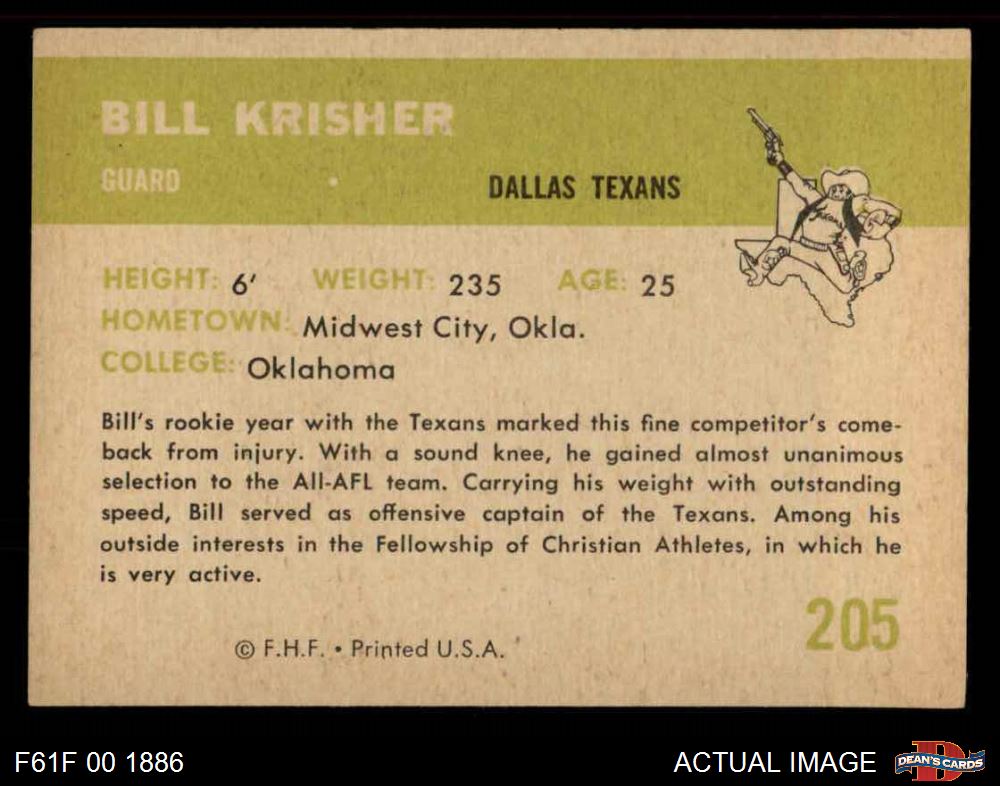 BILL KRISHER
GUARD
DALLAS TEXANS
HEIGHT: 6' WEIGHT: 235 AGE: 25
HOMETOWN: Midwest City, Okla.
COLLEGE: Oklahoma
Bill's rookie year with the Texans marked this fine competitor's come-
back from injury. With a sound knee, he gained almost unanimous
selection to the All-AFL team. Carrying his weight with outstanding
speed, Bill served as offensive captain of the Texans. Among his
outside interests in the Fellowship of Christian Athletes, in which he
is very active.
205
© F.H.F. • Printed U.S.A.
F61F 00 1886
ACTUAL IMAGE
D
DEAN'S CARDS